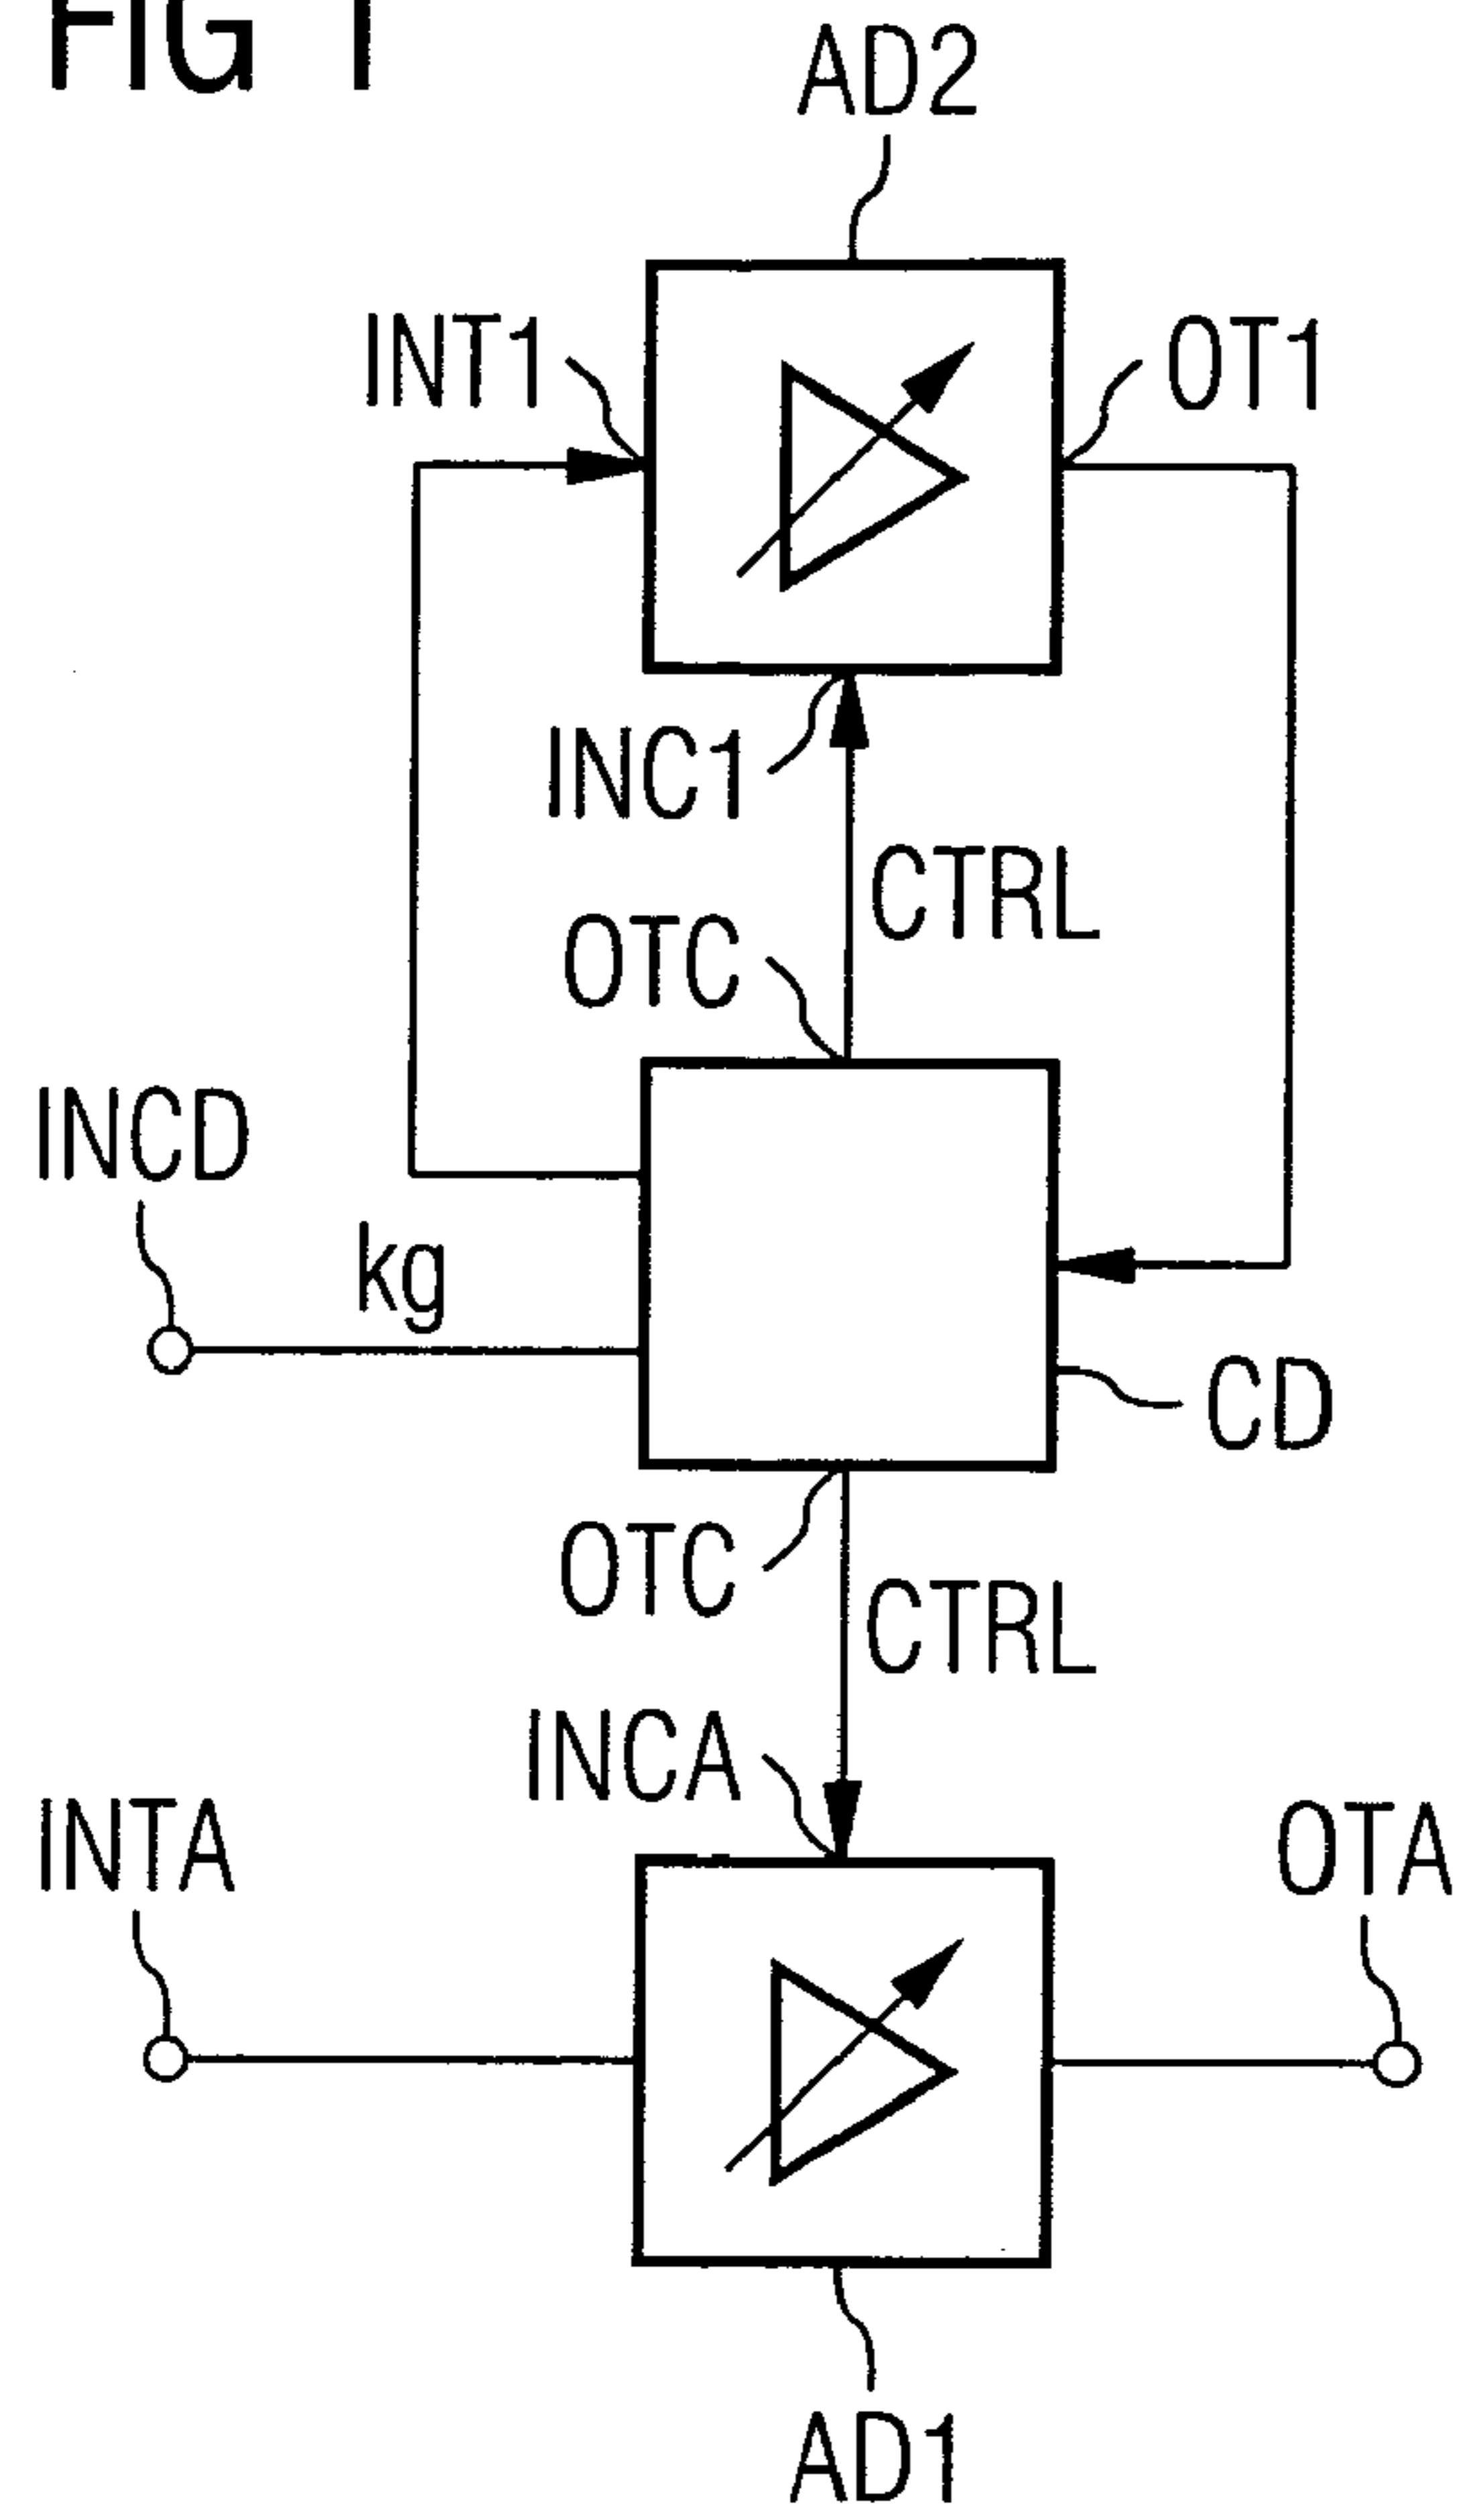 FIG 1
AD2
INT1
OT1
INC1
CTRL
OTC
INCD
kg
CD
OTC
CTRL
INCA
INTA
OTA
AD1